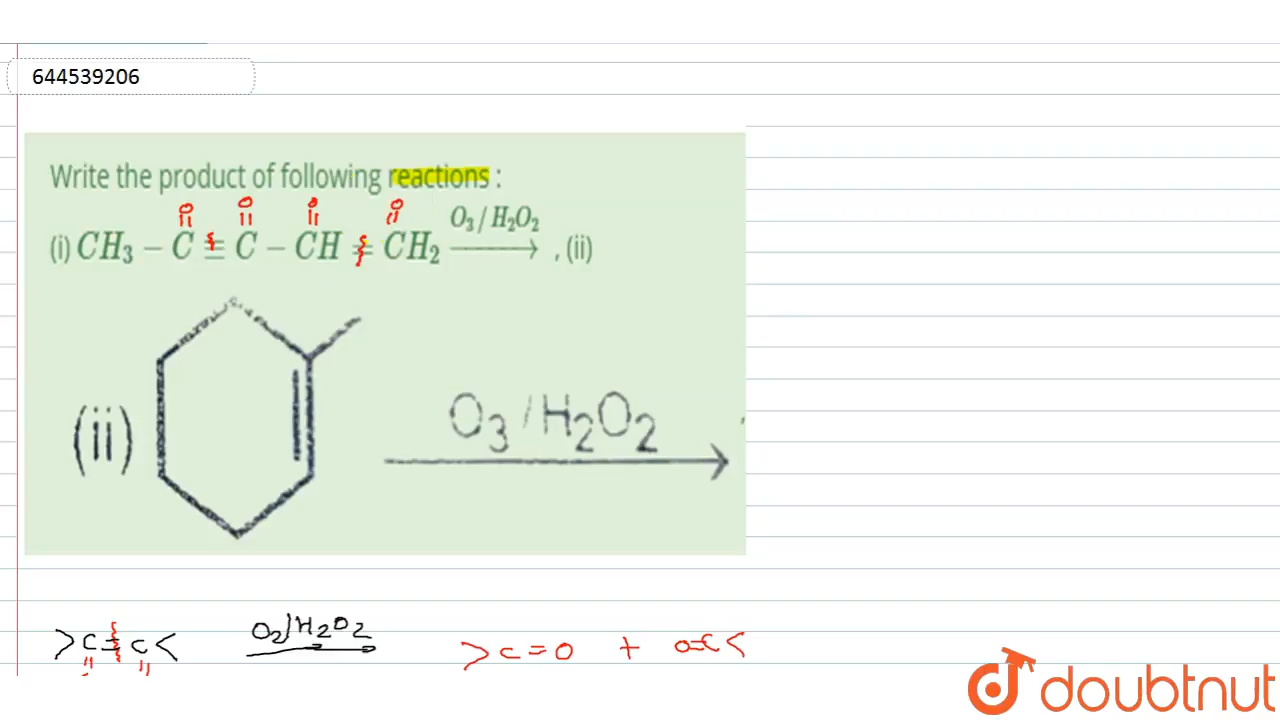 644539206
Write the product of following reactions :
O O O O
(i) CH₃ − C ≡ C − CH = CH₂ O₃ / H₂O₂ , (ii)
(ii) O₃ / H₂O₂
>C=C< O₂/H₂O₂ >C=O + O=C<
doubtnut